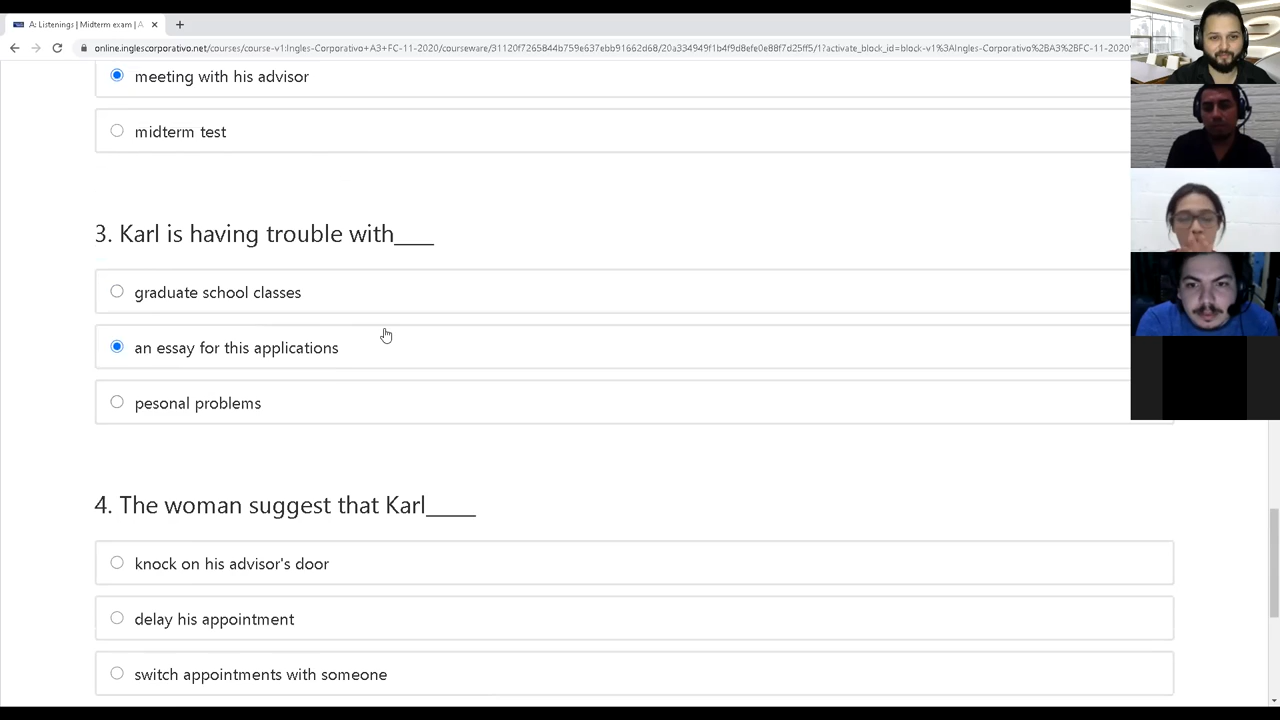 A: Listenings | Midterm exam | A
online.inglescorporativo.net/courses/course-v1:Ingles-Corporativo+A3+FC-11-2020/courseware/31120f72658f4b759e637ebb91662d68/20a334949f1b4f9d8efe0e88f7d25ff5/1?activate_block_id=block-v1%3AIngles-Corporativo%2BA3%2BFC-11-2020%
meeting with his advisor
midterm test
3. Karl is having trouble with____
graduate school classes
an essay for this applications
pesonal problems
4. The woman suggest that Karl_____
knock on his advisor's door
delay his appointment
switch appointments with someone